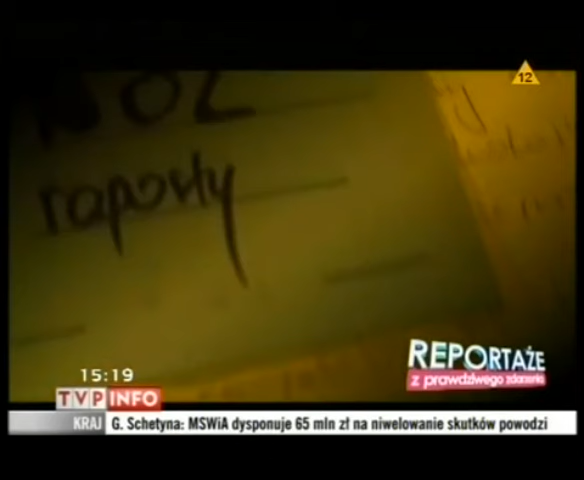 12
NOL
raporty
REPORTAŻE
z prawdziwego zdarzenia
15:19
TVP INFO
KRAJ G. Schetyna: MSWiA dysponuje 65 mln zł na niwelowanie skutków powodzi